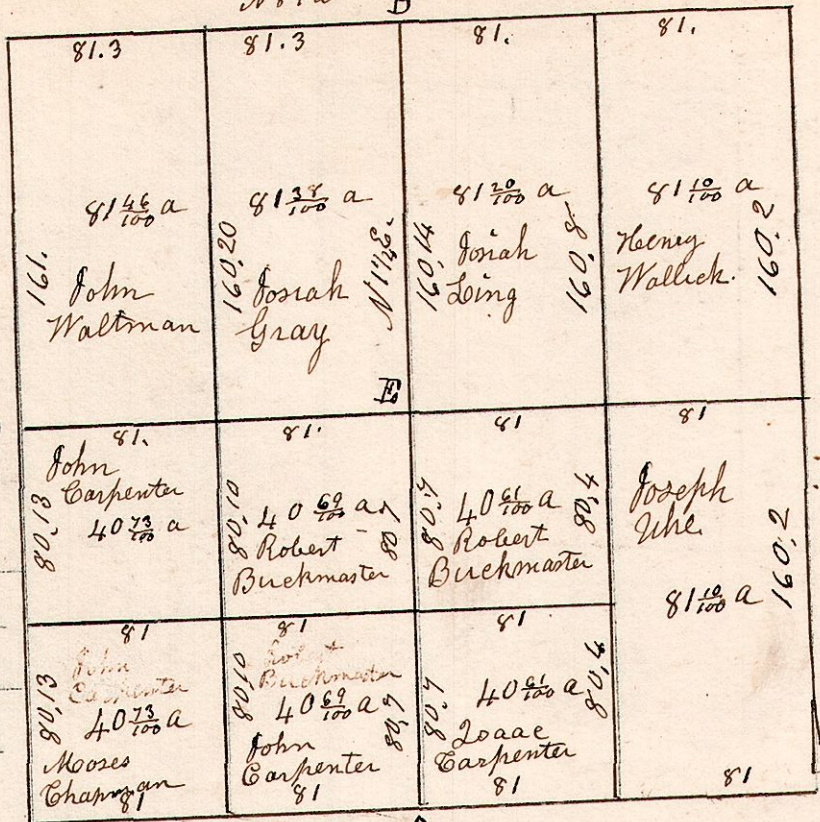 B
81.3
81.3
81.
81.
81 46/100 a
81 38/100 a
81 20/100 a
81 10/100 a
161.
John
Waltman
160.20
Josiah
Gray
E
160.14
Josiah
Ling
160.8
Henry
Wallick.
160.2
81.
81.
81
81
80.13
John
Carpenter
40 73/100 a
80.10
40 69/100 a
Robert
Buckmaster
80.7
80.7
40 61/100 a
Robert
Buckmaster
80.4
Joseph
Uhe
81 10/100 a
160.2
81
81
81
80.13
John
Carpenter
40 73/100 a
Moses
Chapman
81
80.10
Robert
Buckmaster
40 69/100 a
John
Carpenter
81
80.7
40 61/100 a
Isaac
Carpenter
81
80.4
81